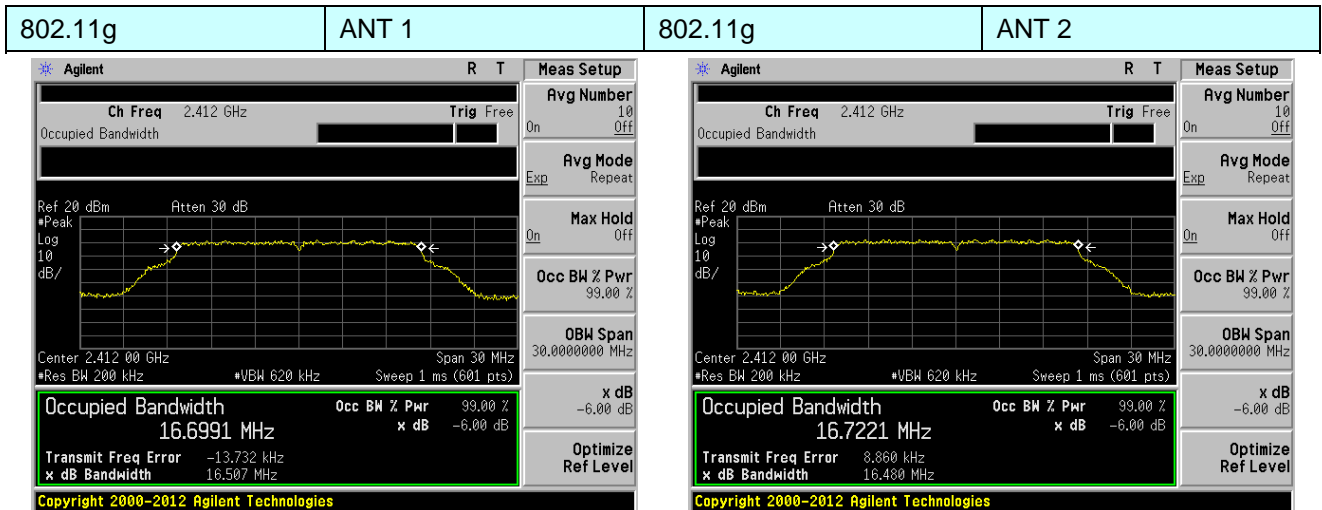 802.11g ANT 1 802.11g ANT 2
Agilent R T Meas Setup
Ch Freq 2.412 GHz Trig Free
Occupied Bandwidth
Avg Number
10
On Off
Avg Mode
Exp Repeat
Ref 20 dBm Atten 30 dB
#Peak
Log
10
dB/
Max Hold
On Off
Occ BW % Pwr
99.00 %
OBW Span
30.0000000 MHz
Center 2.412 00 GHz Span 30 MHz
#Res BW 200 kHz #VBW 620 kHz Sweep 1 ms (601 pts)
x dB
-6.00 dB
Occupied Bandwidth Occ BW % Pwr 99.00 %
16.6991 MHz x dB -6.00 dB
Transmit Freq Error -13.732 kHz
x dB Bandwidth 16.507 MHz
Optimize
Ref Level
Copyright 2000-2012 Agilent Technologies
Agilent R T Meas Setup
Ch Freq 2.412 GHz Trig Free
Occupied Bandwidth
Avg Number
10
On Off
Avg Mode
Exp Repeat
Ref 20 dBm Atten 30 dB
#Peak
Log
10
dB/
Max Hold
On Off
Occ BW % Pwr
99.00 %
OBW Span
30.0000000 MHz
Center 2.412 00 GHz Span 30 MHz
#Res BW 200 kHz #VBW 620 kHz Sweep 1 ms (601 pts)
x dB
-6.00 dB
Occupied Bandwidth Occ BW % Pwr 99.00 %
16.7221 MHz x dB -6.00 dB
Transmit Freq Error 8.860 kHz
x dB Bandwidth 16.480 MHz
Optimize
Ref Level
Copyright 2000-2012 Agilent Technologies